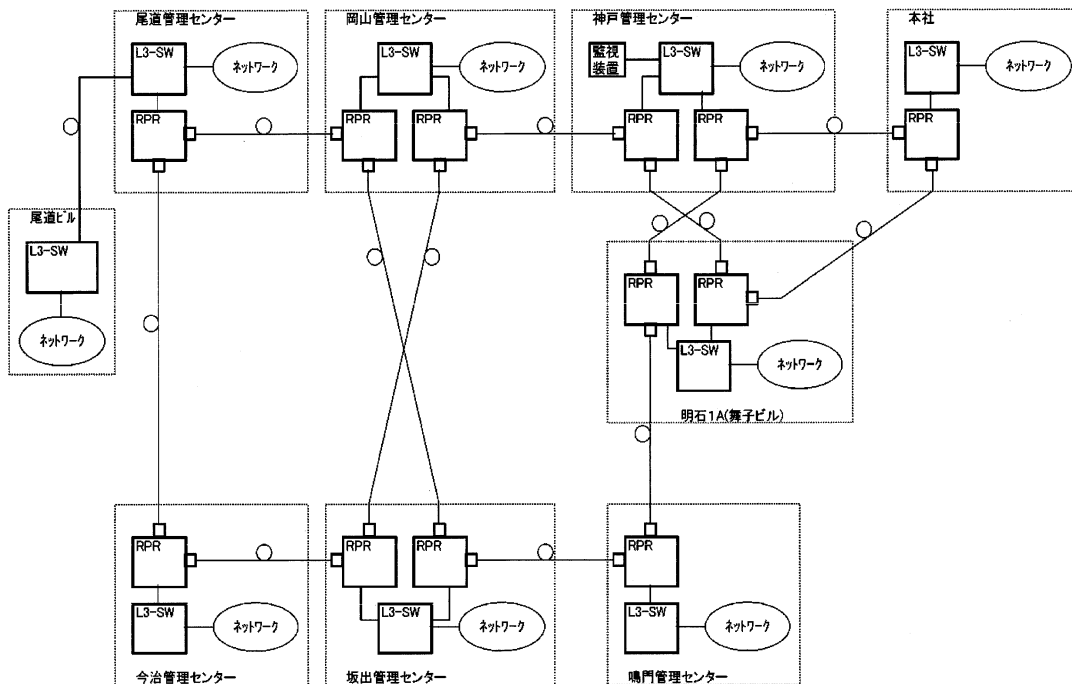 尾道管理センター
L3-SW
ネットワーク
RPR
岡山管理センター
L3-SW
ネットワーク
RPR
RPR
神戸管理センター
監視
装置
L3-SW
ネットワーク
RPR
RPR
本社
L3-SW
ネットワーク
RPR
尾道ビル
L3-SW
ネットワーク
RPR
RPR
L3-SW
ネットワーク
明石1A(舞子ビル)
RPR
L3-SW
ネットワーク
今治管理センター
RPR
RPR
L3-SW
ネットワーク
坂出管理センター
RPR
L3-SW
ネットワーク
鳴門管理センター